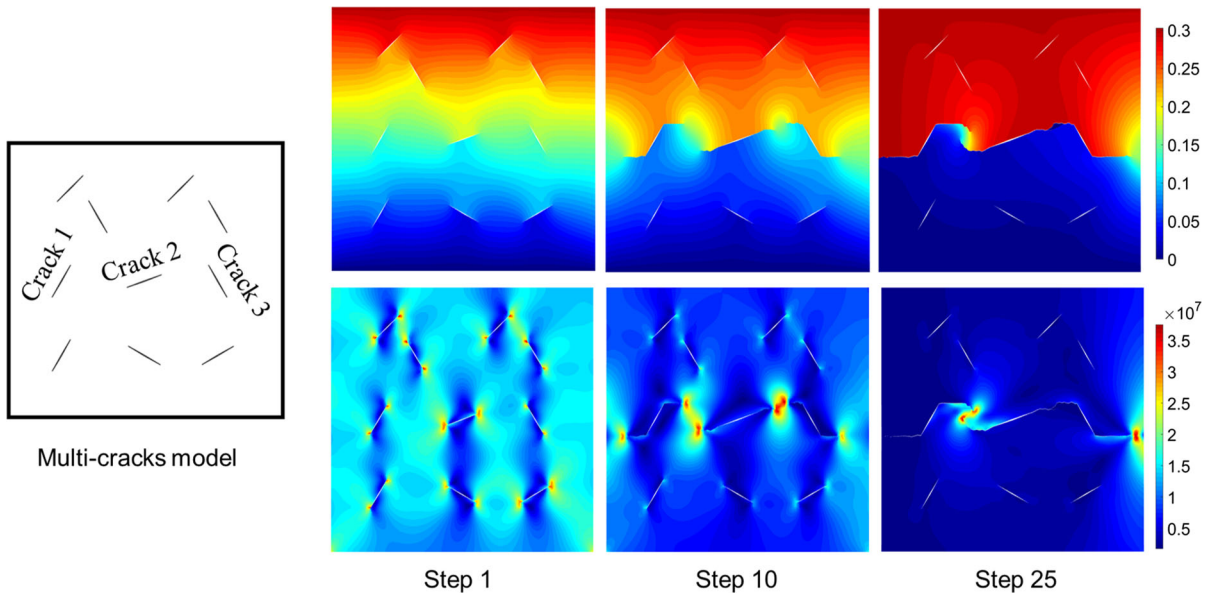 Crack 1
Crack 2
Crack 3
Multi-cracks model
0.3
0.25
0.2
0.15
0.1
0.05
0
×10⁷
3.5
3
2.5
2
1.5
1
0.5
Step 1
Step 10
Step 25